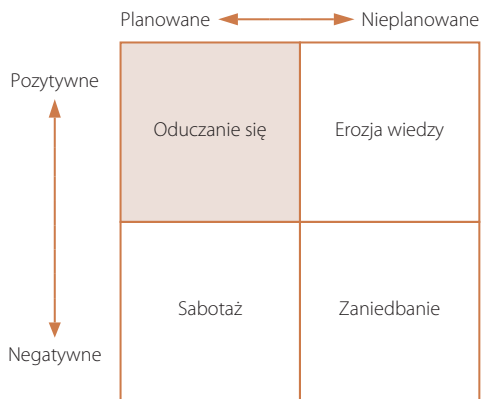 Planowane Nieplanowane
Pozytywne
Oduczanie się Erozja wiedzy
Sabotaż Zaniedbanie
Negatywne